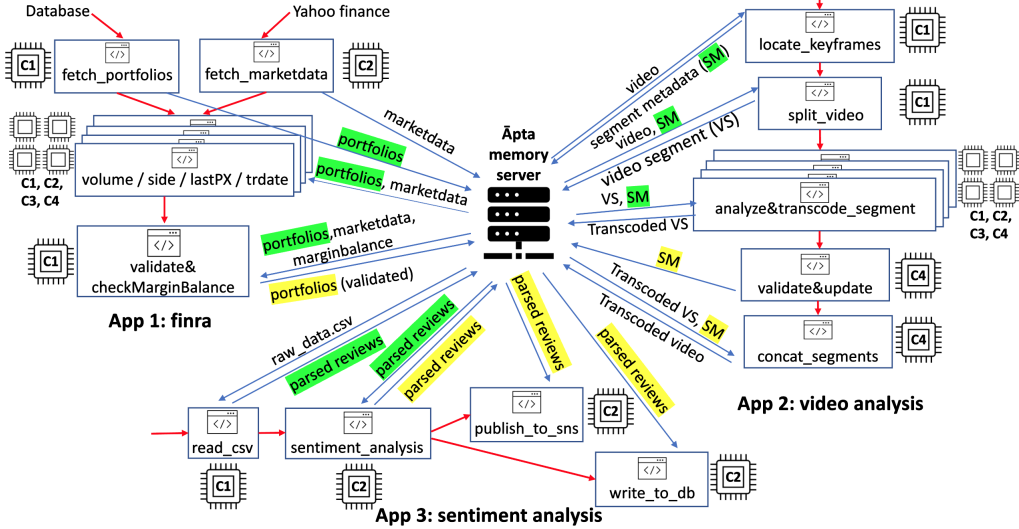 Database
Yahoo finance
C1
</>
fetch_portfolios
</>
fetch_marketdata
C2
C1, C2,
C3, C4
</>
volume / side / lastPX / trdate
C1
</>
validate&
checkMarginBalance
App 1: finra
marketdata
portfolios
portfolios, marketdata
portfolios,marketdata,
marginbalance
portfolios (validated)
Āpta
memory
server
video
segment metadata (SM)
video, SM
video segment (VS)
VS, SM
Transcoded VS
SM
Transcoded VS, SM
Transcoded video
</>
locate_keyframes
C1
</>
split_video
C1
</>
analyze&transcode_segment
C1, C2,
C3, C4
</>
validate&update
C4
</>
concat_segments
C4
App 2: video analysis
raw_data.csv
parsed reviews
parsed reviews
parsed reviews
parsed reviews
parsed reviews
</>
read_csv
C1
</>
sentiment_analysis
C2
</>
publish_to_sns
C2
</>
write_to_db
C2
App 3: sentiment analysis